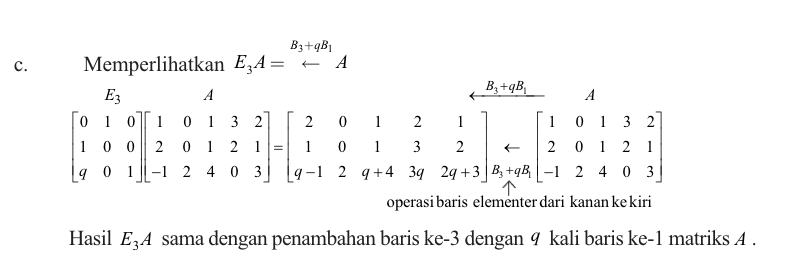 c. Memperlihatkan E₃A = B₃+qB₁ ← A
E₃ A B₃+qB₁ ← A
[0 1 0] [1 0 1 3 2] [2 0 1 2 1] [1 0 1 3 2]
[1 0 0] [2 0 1 2 1] = [1 0 1 3 2] ← [2 0 1 2 1]
[q 0 1] [−1 2 4 0 3] [q−1 2 q+4 3q 2q+3] B₃+qB₁ [−1 2 4 0 3]
↑
operasi baris elementer dari kanan ke kiri
Hasil E₃A sama dengan penambahan baris ke-3 dengan q kali baris ke-1 matriks A .